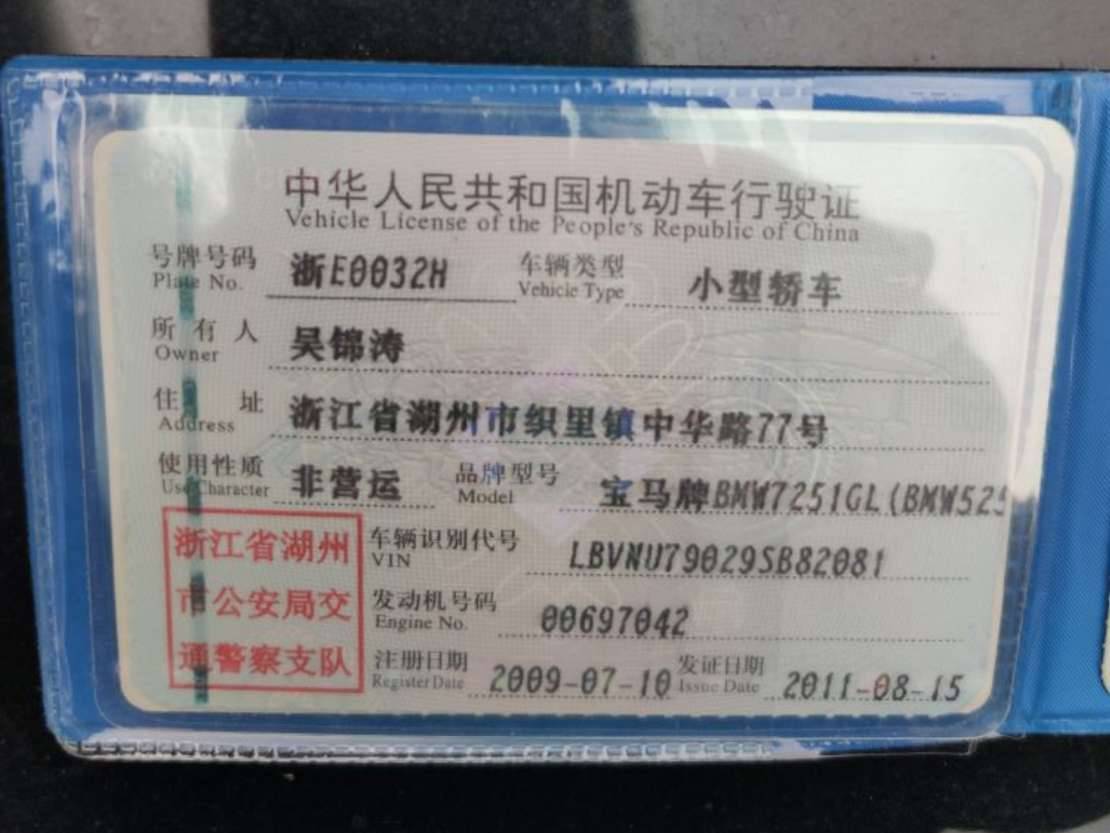 中华人民共和国机动车行驶证
Vehicle License of the People's Republic of China
号牌号码 浙E0032H 车辆类型 小型轿车
Plate No. Vehicle Type
所有人 吴锦涛
Owner
住址 浙江省湖州市织里镇中华路77号
Address
使用性质 非营运 品牌型号 宝马牌BMW7251GL(BMW525
Use Character Model
浙江省湖州
市公安局交
通警察支队
车辆识别代号 LBVNU79029SB82081
VIN
发动机号码 00697042
Engine No.
注册日期 2009-07-10 发证日期 2011-08-15
Register Date Issue Date